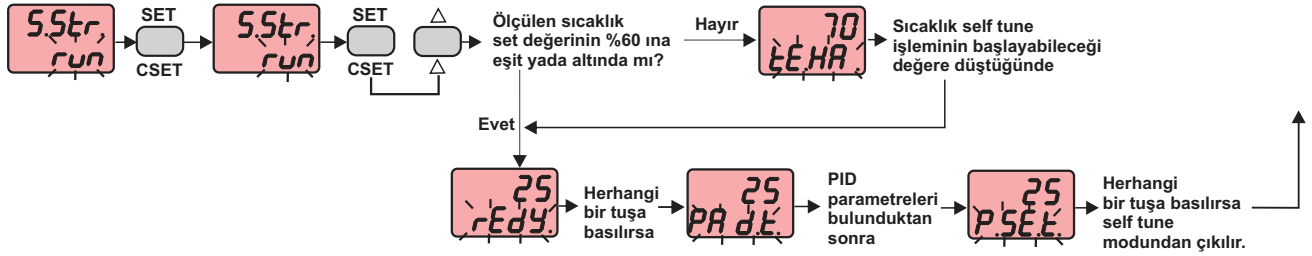 S.Str.
run
SET
CSET
S.Str.
run
SET
CSET
Ölçülen sıcaklık
set değerinin %60 ına
eşit yada altında mı?
Hayır
70
tE.HA.
Sıcaklık self tune
işleminin başlayabileceği
değere düştüğünde
Evet
25
rEdy.
Herhangi
bir tuşa
basılırsa
25
PA d.t.
PID
parametreleri
bulunduktan
sonra
25
P.SE.t.
Herhangi
bir tuşa basılırsa
self tune
modundan çıkılır.